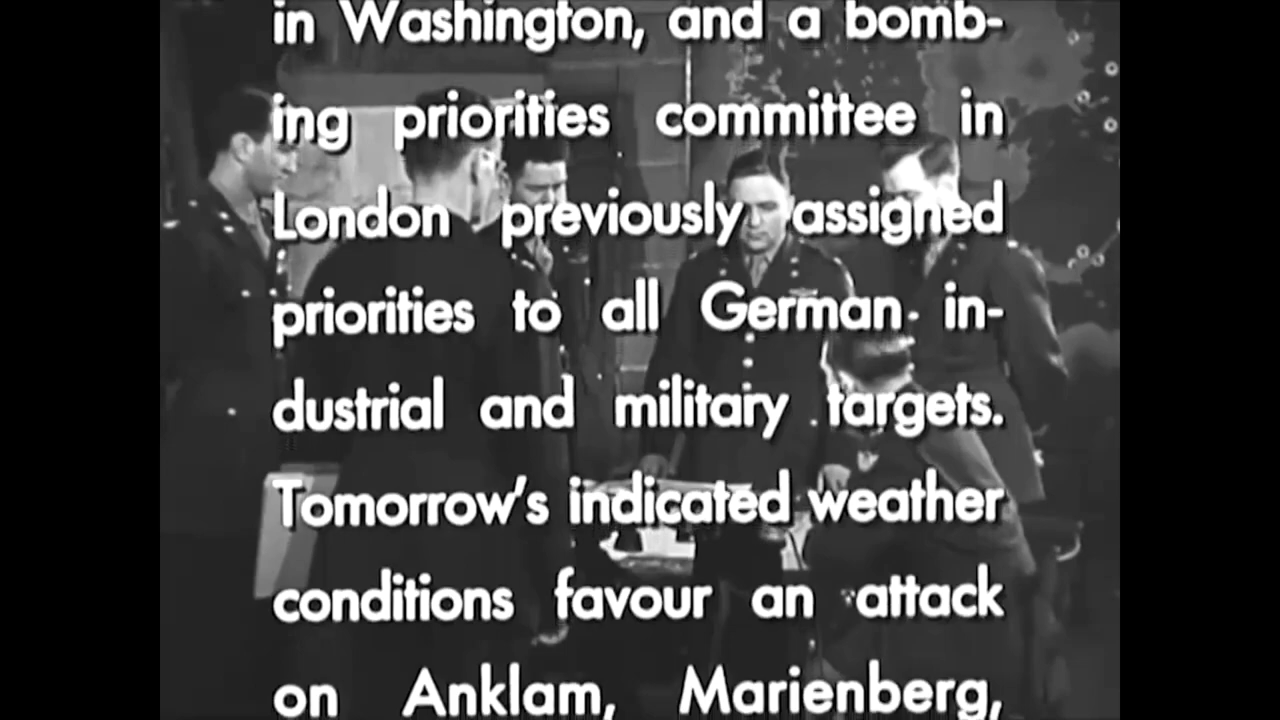 in Washington, and a bomb-
ing priorities committee in
London previously assigned
priorities to all German in-
dustrial and military targets.
Tomorrow's indicated weather
conditions favour an attack
on Anklam, Marienberg,